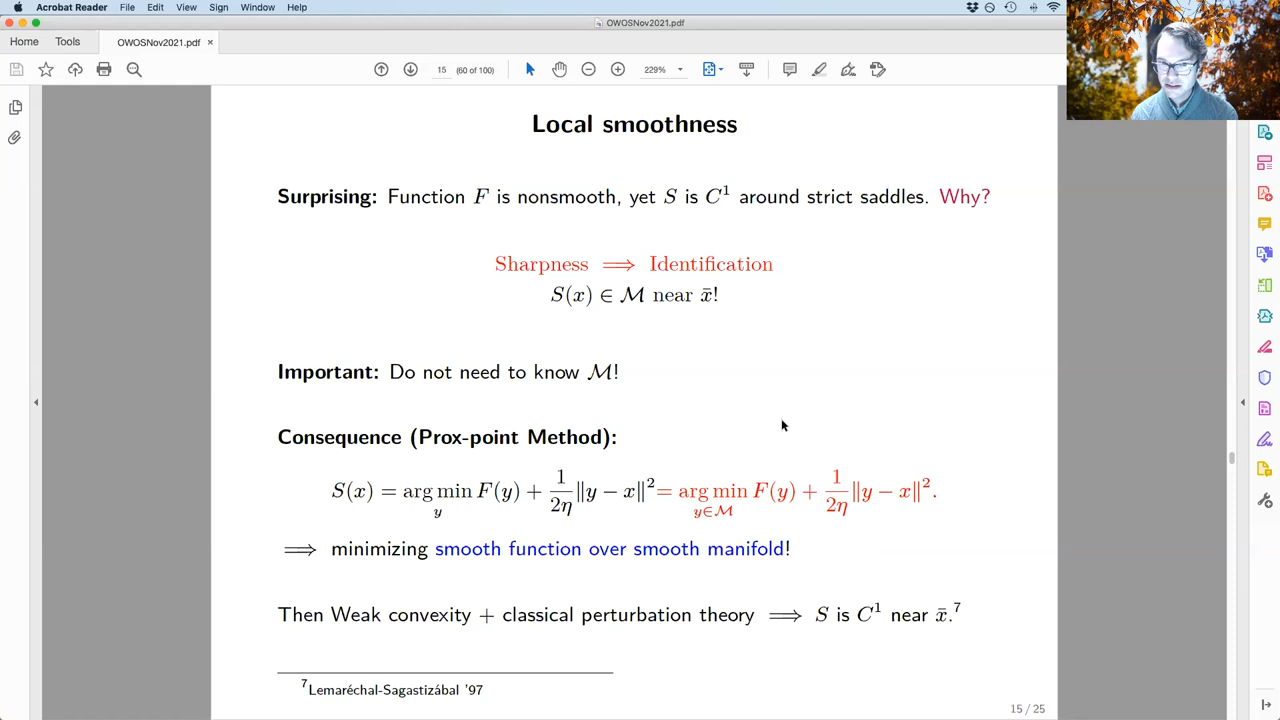 Acrobat Reader File Edit View Sign Window Help
OWOSNov2021.pdf
Home Tools OWOSNov2021.pdf ×
15 (60 of 100) 229%
Local smoothness
Surprising: Function F is nonsmooth, yet S is C¹ around strict saddles. Why?
Sharpness ⟹ Identification
S(x) ∈ ℳ near x̄!
Important: Do not need to know ℳ!
Consequence (Prox-point Method):
S(x) = arg min_y F(y) + 1/(2η) ‖y − x‖² = arg min_{y∈ℳ} F(y) + 1/(2η) ‖y − x‖².
⟹ minimizing smooth function over smooth manifold!
Then Weak convexity + classical perturbation theory ⟹ S is C¹ near x̄.⁷
⁷Lemaréchal-Sagastizábal '97
15 / 25